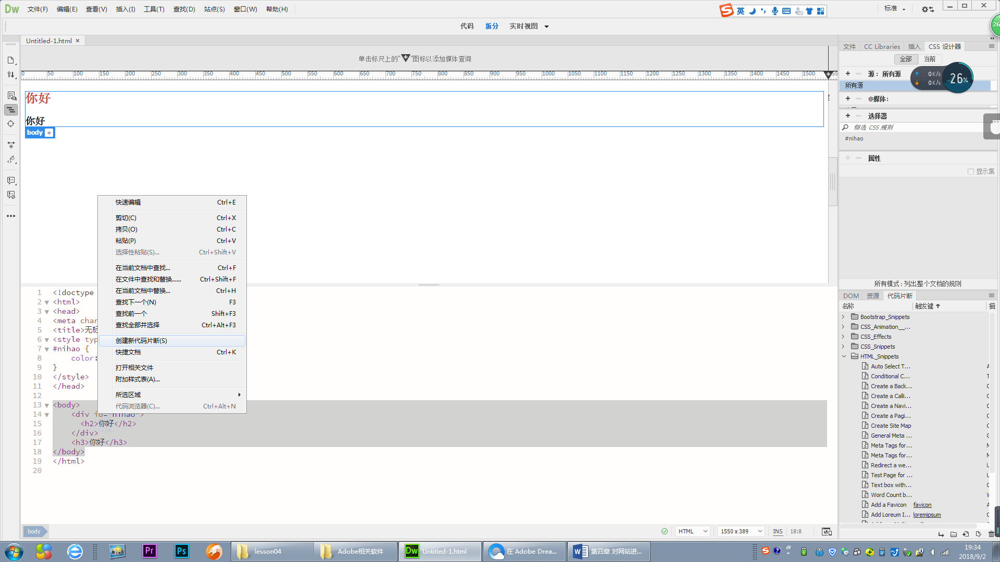 Dw 文件(F) 编辑(E) 查看(V) 插入(I) 工具(T) 查找(D) 站点(S) 窗口(W) 帮助(H)
英
标准
代码 拆分 实时视图
26
Untitled-1.html ×
单击标尺上的“ ”图标以添加媒体查询
0 50 100 150 200 250 300 350 400 450 500 550 600 650 700 750 800 850 900 950 1000 1050 1100 1150 1200 1250 1300 1350 1400 1450 1500
你好
你好
body +
快速编辑 Ctrl+E
剪切(C) Ctrl+X
拷贝(O) Ctrl+C
粘贴(P) Ctrl+V
选择性粘贴(S)... Ctrl+Shift+V
在当前文档中查找... Ctrl+F
在文件中查找和替换...... Ctrl+Shift+F
在当前文档中替换... Ctrl+H
查找下一个(N) F3
查找前一个 Shift+F3
查找全部并选择 Ctrl+Alt+F3
创建新代码片断(S)
快捷文档 Ctrl+K
打开相关文件
附加样式表(A)...
所选区域
代码浏览器(C)... Ctrl+Alt+N
1 <!doctype
2 <html>
3 <head>
4 <meta char
5 <title>无标
6 <style typ
7 #nihao {
8 color:
9 }
10 </style>
11 </head>
12
13 <body>
14 <div id="nihao">
15 <h2>你好</h2>
16 </div>
17 <h3>你好</h3>
18 </body>
19 </html>
20
body
HTML 1550 x 389 INS 18:8
文件 CC Libraries 插入 CSS 设计器
全部 当前
+ − 源： 所有源
0K/s
0K/s
26%
所有源
+ − @媒体：
+ − 选择器
筛选 CSS 规则
#nihao
+ − 属性
显示集
所有模式 : 列出整个文档的规则
DOM 资源 代码片断
名称 触发键 描
Bootstrap_Snippets
CSS_Animation__...
CSS_Effects
CSS_Snippets
HTML_Snippets
Auto Select T...
Conditional C...
Create a Back...
Create a Calli...
Create a Navi...
Create a Pagi...
Create Site Map
General Meta ...
Meta Tags for...
Meta Tags for...
Redirect a we...
Test Page for ...
Text box with...
Word Count b...
Add a Favicon favicon
Add Loreum I... loremipsum
Pr Ps lesson04 Adobe相关软件 Dw Untitled-1.html 在 Adobe Drea... 第四章 对网站进...
19:34
2018/9/2